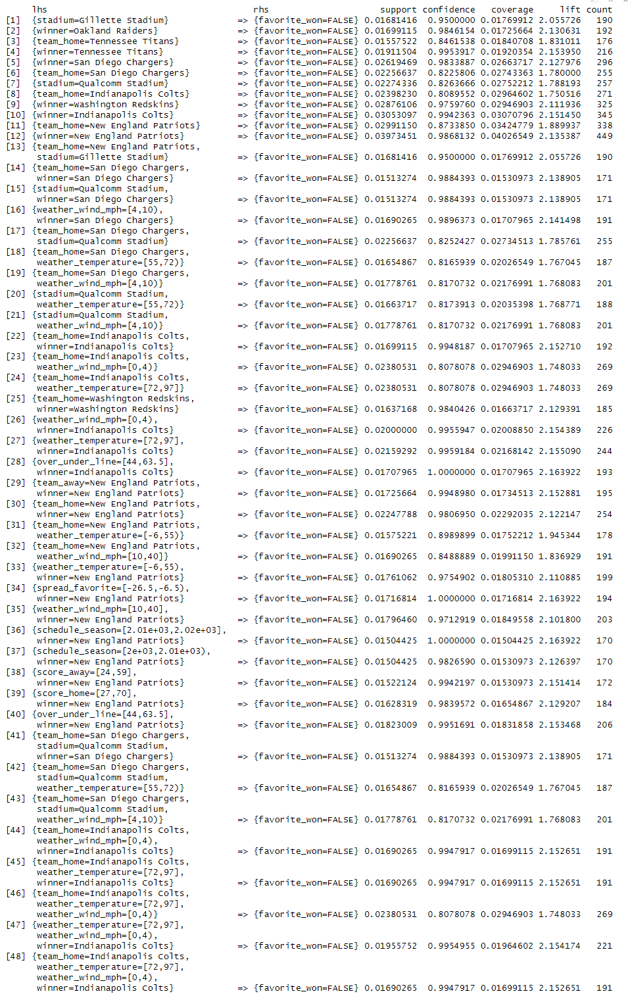 lhs rhs support confidence coverage lift count
[1] {stadium=Gillette Stadium} => {favorite_won=FALSE} 0.01681416 0.9500000 0.01769912 2.055726 190
[2] {winner=Oakland Raiders} => {favorite_won=FALSE} 0.01699115 0.9846154 0.01725664 2.130631 192
[3] {team_home=Tennessee Titans} => {favorite_won=FALSE} 0.01557522 0.8461538 0.01840708 1.831011 176
[4] {winner=Tennessee Titans} => {favorite_won=FALSE} 0.01911504 0.9953917 0.01920354 2.153950 216
[5] {winner=San Diego Chargers} => {favorite_won=FALSE} 0.02619469 0.9833887 0.02663717 2.127976 296
[6] {team_home=San Diego Chargers} => {favorite_won=FALSE} 0.02256637 0.8225806 0.02743363 1.780000 255
[7] {stadium=Qualcomm Stadium} => {favorite_won=FALSE} 0.02274336 0.8263666 0.02752212 1.788193 257
[8] {team_home=Indianapolis Colts} => {favorite_won=FALSE} 0.02398230 0.8089552 0.02964602 1.750516 271
[9] {winner=Washington Redskins} => {favorite_won=FALSE} 0.02876106 0.9759760 0.02946903 2.111936 325
[10] {winner=Indianapolis Colts} => {favorite_won=FALSE} 0.03053097 0.9942363 0.03070796 2.151450 345
[11] {team_home=New England Patriots} => {favorite_won=FALSE} 0.02991150 0.8733850 0.03424779 1.889937 338
[12] {winner=New England Patriots} => {favorite_won=FALSE} 0.03973451 0.9868132 0.04026549 2.135387 449
[13] {team_home=New England Patriots,
stadium=Gillette Stadium} => {favorite_won=FALSE} 0.01681416 0.9500000 0.01769912 2.055726 190
[14] {team_home=San Diego Chargers,
winner=San Diego Chargers} => {favorite_won=FALSE} 0.01513274 0.9884393 0.01530973 2.138905 171
[15] {stadium=Qualcomm Stadium,
winner=San Diego Chargers} => {favorite_won=FALSE} 0.01513274 0.9884393 0.01530973 2.138905 171
[16] {weather_wind_mph=[4,10),
winner=San Diego Chargers} => {favorite_won=FALSE} 0.01690265 0.9896373 0.01707965 2.141498 191
[17] {team_home=San Diego Chargers,
stadium=Qualcomm Stadium} => {favorite_won=FALSE} 0.02256637 0.8252427 0.02734513 1.785761 255
[18] {team_home=San Diego Chargers,
weather_temperature=[55,72)} => {favorite_won=FALSE} 0.01654867 0.8165939 0.02026549 1.767045 187
[19] {team_home=San Diego Chargers,
weather_wind_mph=[4,10)} => {favorite_won=FALSE} 0.01778761 0.8170732 0.02176991 1.768083 201
[20] {stadium=Qualcomm Stadium,
weather_temperature=[55,72)} => {favorite_won=FALSE} 0.01663717 0.8173913 0.02035398 1.768771 188
[21] {stadium=Qualcomm Stadium,
weather_wind_mph=[4,10)} => {favorite_won=FALSE} 0.01778761 0.8170732 0.02176991 1.768083 201
[22] {team_home=Indianapolis Colts,
winner=Indianapolis Colts} => {favorite_won=FALSE} 0.01699115 0.9948187 0.01707965 2.152710 192
[23] {team_home=Indianapolis Colts,
weather_wind_mph=[0,4)} => {favorite_won=FALSE} 0.02380531 0.8078078 0.02946903 1.748033 269
[24] {team_home=Indianapolis Colts,
weather_temperature=[72,97]} => {favorite_won=FALSE} 0.02380531 0.8078078 0.02946903 1.748033 269
[25] {team_home=Washington Redskins,
winner=Washington Redskins} => {favorite_won=FALSE} 0.01637168 0.9840426 0.01663717 2.129391 185
[26] {weather_wind_mph=[0,4),
winner=Indianapolis Colts} => {favorite_won=FALSE} 0.02000000 0.9955947 0.02008850 2.154389 226
[27] {weather_temperature=[72,97],
winner=Indianapolis Colts} => {favorite_won=FALSE} 0.02159292 0.9959184 0.02168142 2.155090 244
[28] {over_under_line=[44,63.5],
winner=Indianapolis Colts} => {favorite_won=FALSE} 0.01707965 1.0000000 0.01707965 2.163922 193
[29] {team_away=New England Patriots,
winner=New England Patriots} => {favorite_won=FALSE} 0.01725664 0.9948980 0.01734513 2.152881 195
[30] {team_home=New England Patriots,
winner=New England Patriots} => {favorite_won=FALSE} 0.02247788 0.9806950 0.02292035 2.122147 254
[31] {team_home=New England Patriots,
weather_temperature=[-6,55)} => {favorite_won=FALSE} 0.01575221 0.8989899 0.01752212 1.945344 178
[32] {team_home=New England Patriots,
weather_wind_mph=[10,40]} => {favorite_won=FALSE} 0.01690265 0.8488889 0.01991150 1.836929 191
[33] {weather_temperature=[-6,55),
winner=New England Patriots} => {favorite_won=FALSE} 0.01761062 0.9754902 0.01805310 2.110885 199
[34] {spread_favorite=[-26.5,-6.5),
winner=New England Patriots} => {favorite_won=FALSE} 0.01716814 1.0000000 0.01716814 2.163922 194
[35] {weather_wind_mph=[10,40],
winner=New England Patriots} => {favorite_won=FALSE} 0.01796460 0.9712919 0.01849558 2.101800 203
[36] {schedule_season=[2.01e+03,2.02e+03],
winner=New England Patriots} => {favorite_won=FALSE} 0.01504425 1.0000000 0.01504425 2.163922 170
[37] {schedule_season=[2e+03,2.01e+03),
winner=New England Patriots} => {favorite_won=FALSE} 0.01504425 0.9826590 0.01530973 2.126397 170
[38] {score_away=[24,59],
winner=New England Patriots} => {favorite_won=FALSE} 0.01522124 0.9942197 0.01530973 2.151414 172
[39] {score_home=[27,70],
winner=New England Patriots} => {favorite_won=FALSE} 0.01628319 0.9839572 0.01654867 2.129207 184
[40] {over_under_line=[44,63.5],
winner=New England Patriots} => {favorite_won=FALSE} 0.01823009 0.9951691 0.01831858 2.153468 206
[41] {team_home=San Diego Chargers,
stadium=Qualcomm Stadium,
winner=San Diego Chargers} => {favorite_won=FALSE} 0.01513274 0.9884393 0.01530973 2.138905 171
[42] {team_home=San Diego Chargers,
stadium=Qualcomm Stadium,
weather_temperature=[55,72)} => {favorite_won=FALSE} 0.01654867 0.8165939 0.02026549 1.767045 187
[43] {team_home=San Diego Chargers,
stadium=Qualcomm Stadium,
weather_wind_mph=[4,10)} => {favorite_won=FALSE} 0.01778761 0.8170732 0.02176991 1.768083 201
[44] {team_home=Indianapolis Colts,
weather_wind_mph=[0,4),
winner=Indianapolis Colts} => {favorite_won=FALSE} 0.01690265 0.9947917 0.01699115 2.152651 191
[45] {team_home=Indianapolis Colts,
weather_temperature=[72,97],
winner=Indianapolis Colts} => {favorite_won=FALSE} 0.01690265 0.9947917 0.01699115 2.152651 191
[46] {team_home=Indianapolis Colts,
weather_temperature=[72,97],
weather_wind_mph=[0,4)} => {favorite_won=FALSE} 0.02380531 0.8078078 0.02946903 1.748033 269
[47] {weather_temperature=[72,97],
weather_wind_mph=[0,4),
winner=Indianapolis Colts} => {favorite_won=FALSE} 0.01955752 0.9954955 0.01964602 2.154174 221
[48] {team_home=Indianapolis Colts,
weather_temperature=[72,97],
weather_wind_mph=[0,4),
winner=Indianapolis Colts} => {favorite_won=FALSE} 0.01690265 0.9947917 0.01699115 2.152651 191